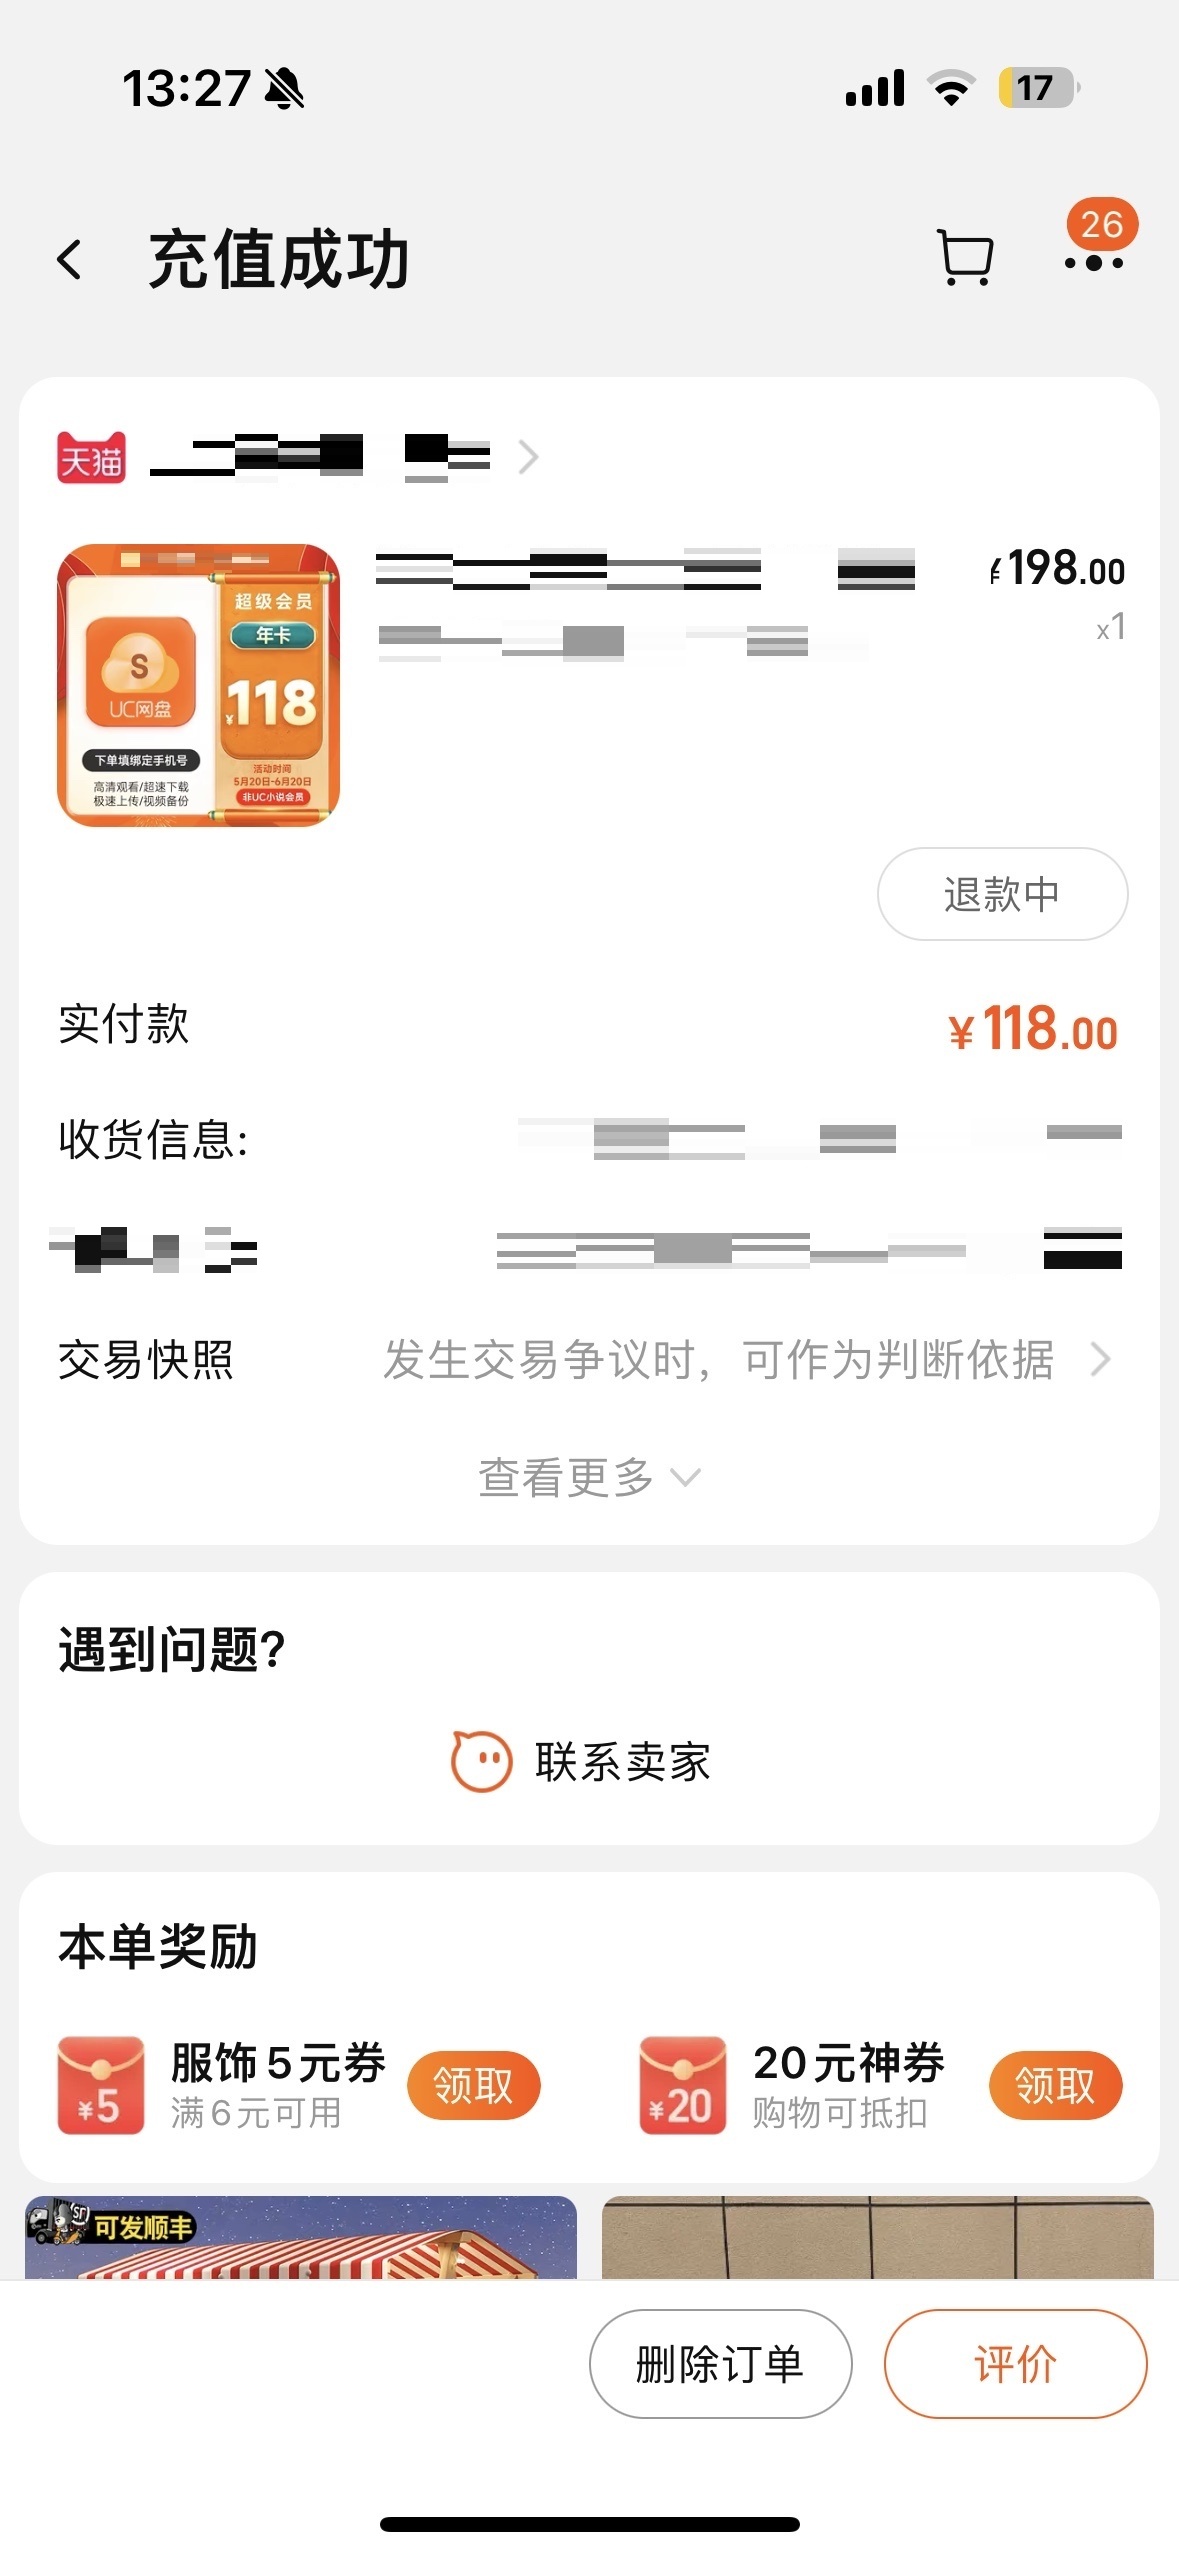 13:27
17
充值成功
26
天猫
¥198.00
x1
超级会员
年卡
S
UC网盘
¥118
下单填绑定手机号
高清观看/超速下载
极速上传/视频备份
活动时间
5月20日-6月20日
非UC小说会员
退款中
实付款
¥118.00
收货信息:
交易快照
发生交易争议时，可作为判断依据
查看更多
遇到问题?
联系卖家
本单奖励
¥5
服饰5元券
满6元可用
领取
¥20
20元神券
购物可抵扣
领取
可发顺丰
删除订单
评价